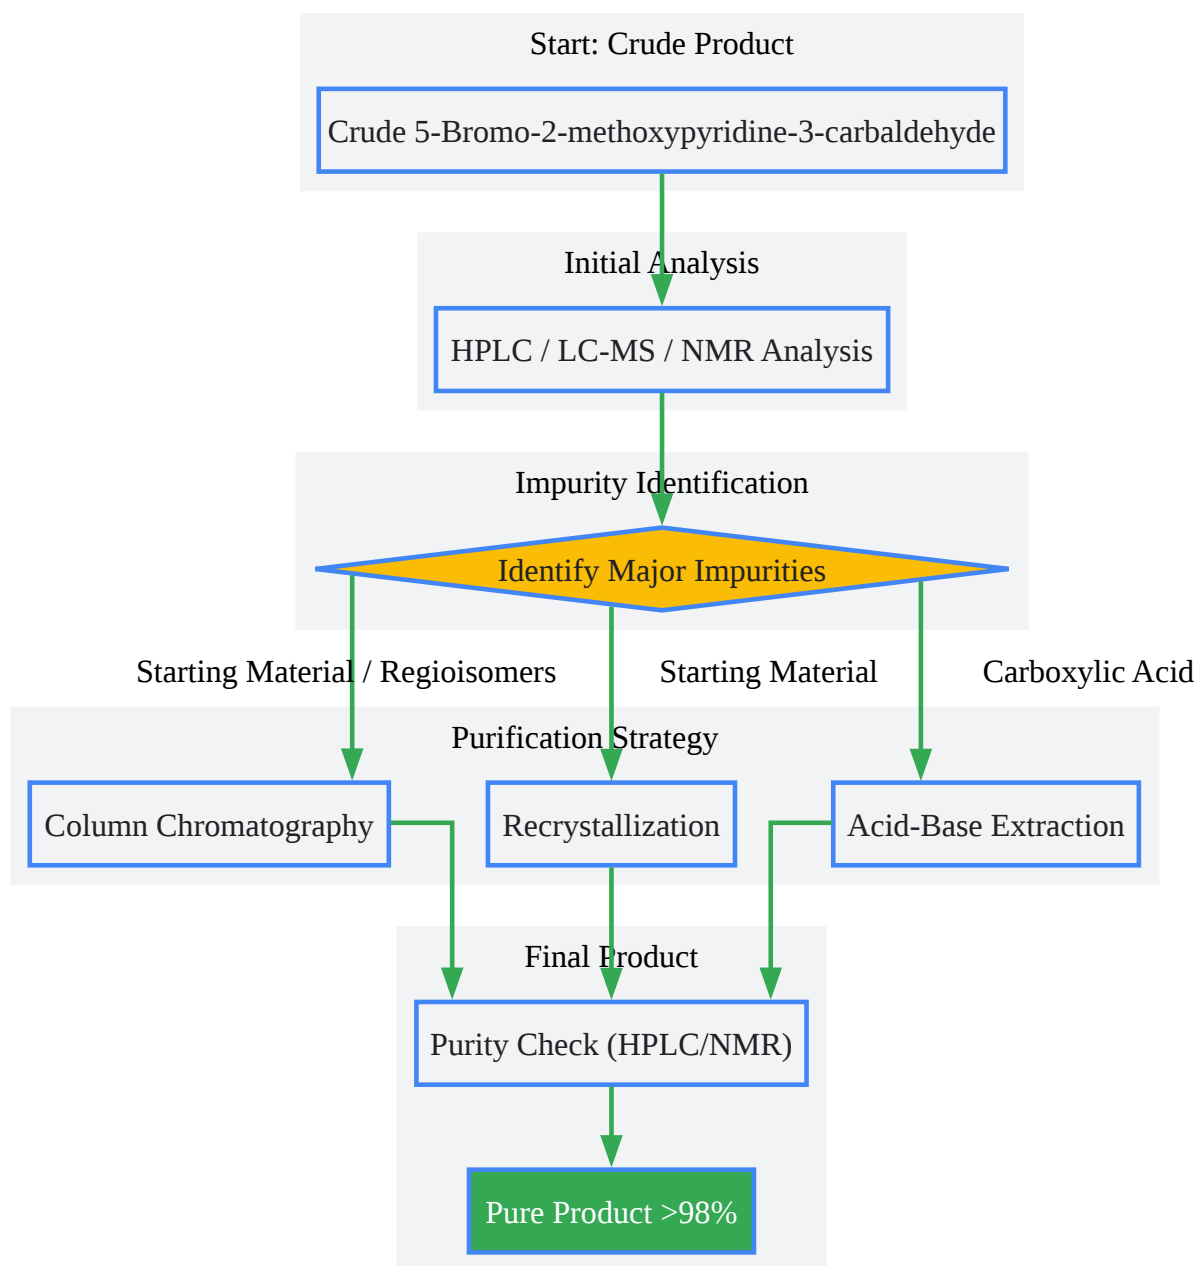 Start: Crude Product
Crude 5-Bromo-2-methoxypyridine-3-carbaldehyde
Initial Analysis
HPLC / LC-MS / NMR Analysis
Impurity Identification
Identify Major Impurities
Starting Material / Regioisomers
Starting Material
Carboxylic Acid
Purification Strategy
Column Chromatography
Recrystallization
Acid-Base Extraction
Final Product
Purity Check (HPLC/NMR)
Pure Product >98%